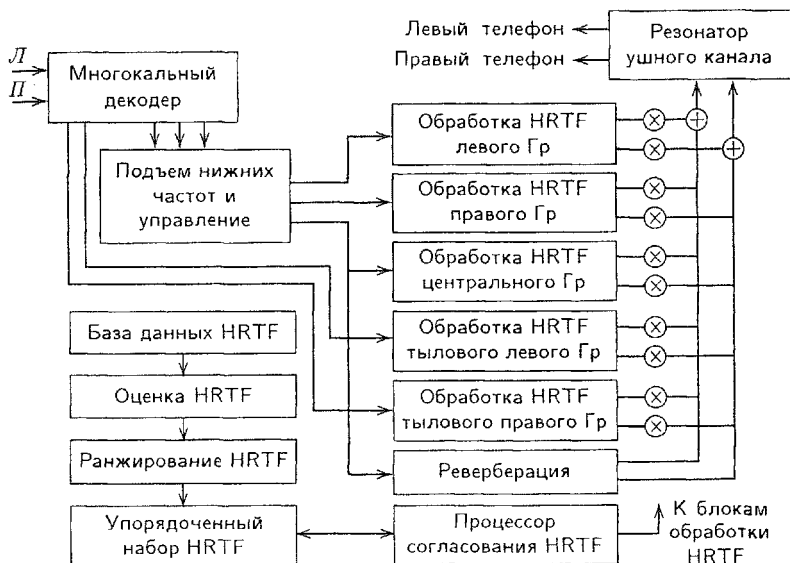 Левый телефон
Правый телефон
Резонатор
ушного канала
Л
П
Многокальный
декодер
Подъем нижних
частот и
управление
Обработка HRTF
левого Гр
Обработка HRTF
правого Гр
Обработка HRTF
центрального Гр
Обработка HRTF
тылового левого Гр
Обработка HRTF
тылового правого Гр
Реверберация
База данных HRTF
Оценка HRTF
Ранжирование HRTF
Упорядоченный
набор HRTF
Процессор
согласования HRTF
К блокам
обработки
HRTF